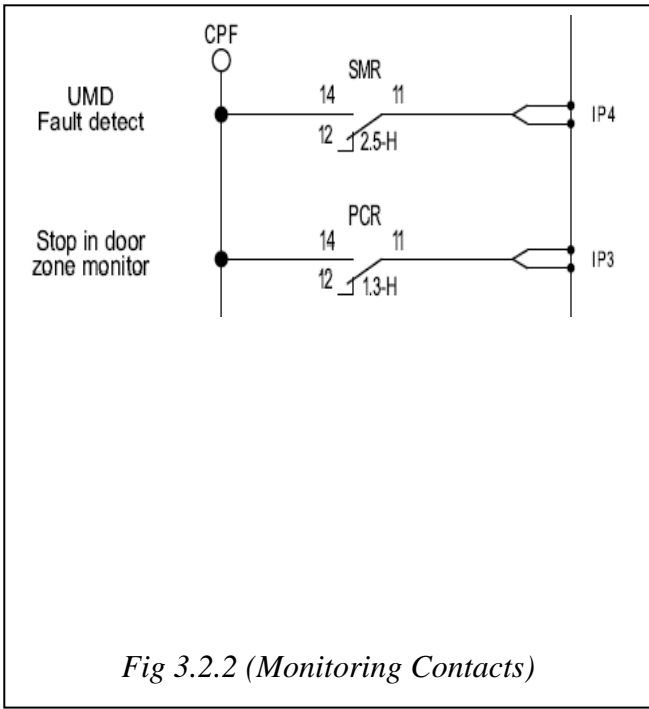 CPF
SMR
UMD
Fault detect
14
11
12
2.5-H
IP4
PCR
Stop in door
zone monitor
14
11
12
1.3-H
IP3
Fig 3.2.2 (Monitoring Contacts)